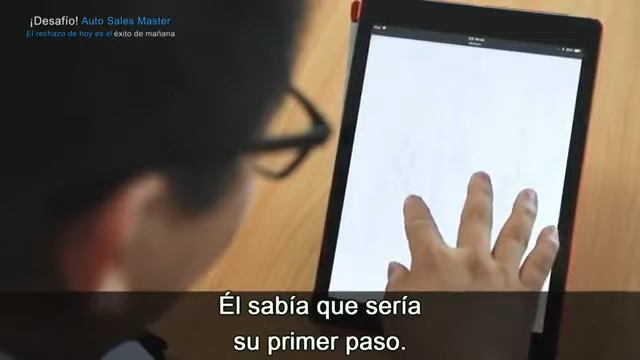 ¡Desafío! Auto Sales Master
El rechazo de hoy es el éxito de mañana
Él sabía que sería
su primer paso.